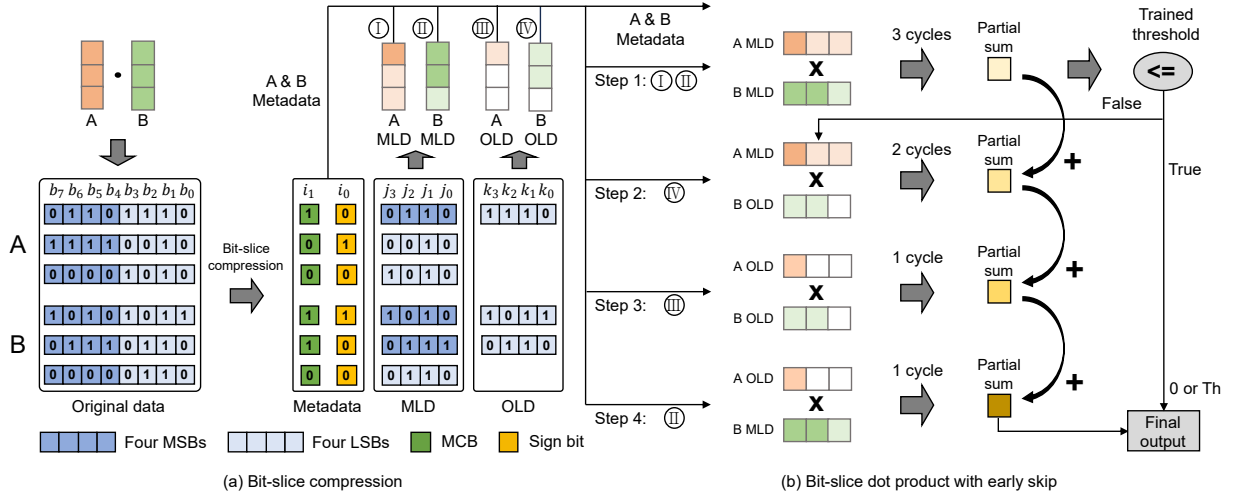 A & B
Metadata
Ⅰ Ⅱ Ⅲ Ⅳ
A B
A B A B
MLD MLD OLD OLD
A & B
Metadata
b7 b6 b5 b4 b3 b2 b1 b0
i1 i0
j3 j2 j1 j0
k3 k2 k1 k0
A
0 1 1 0 1 1 1 0
1 0
0 1 1 0
1 1 1 0
1 1 1 1 0 0 1 0
0 1
0 0 1 0
0 0 0 0 1 0 1 0
0 0
1 0 1 0
Bit-slice
compression
B
1 0 1 0 1 0 1 1
1 1
1 0 1 0
1 0 1 1
0 1 1 1 0 1 1 0
1 0
0 1 1 1
0 1 1 0
0 0 0 0 0 1 1 0
0 0
0 1 1 0
Original data
Metadata
MLD
OLD
Four MSBs
Four LSBs
MCB
Sign bit
(a) Bit-slice compression
Step 1: Ⅰ Ⅱ
A MLD
X
B MLD
3 cycles
Partial
sum
Trained
threshold
<=
False
True
+
Step 2: Ⅳ
A MLD
X
B OLD
2 cycles
Partial
sum
+
Step 3: Ⅲ
A OLD
X
B OLD
1 cycle
Partial
sum
+
Step 4: Ⅱ
A OLD
X
B MLD
1 cycle
Partial
sum
0 or Th
Final
output
(b) Bit-slice dot product with early skip